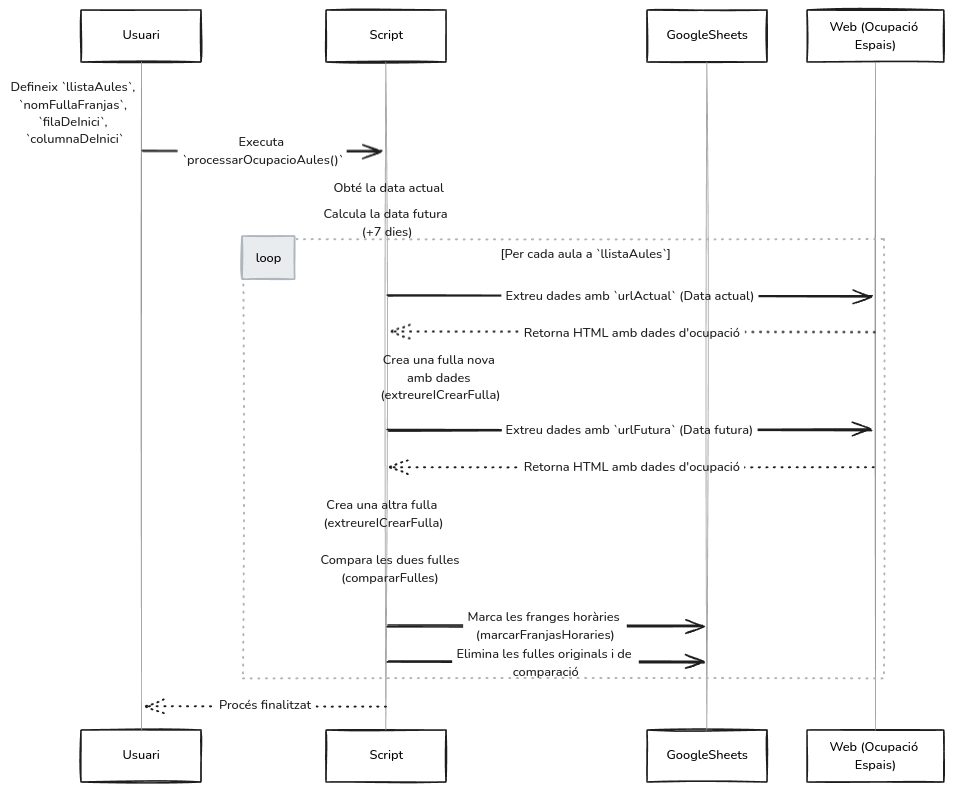 Usuari
Script
GoogleSheets
Web (Ocupació
Espais)
Defineix `llistaAules`,
`nomFullaFranjas`,
`filaDeInici`,
`columnaDeInici`
Executa
`processarOcupacioAules()`
Obté la data actual
Calcula la data futura
(+7 dies)
loop
[Per cada aula a `llistaAules`]
Extreu dades amb `urlActual` (Data actual)
Retorna HTML amb dades d'ocupació
Crea una fulla nova
amb dades
(extreureICrearFulla)
Extreu dades amb `urlFutura` (Data futura)
Retorna HTML amb dades d'ocupació
Crea una altra fulla
(extreureICrearFulla)
Compara les dues fulles
(compararFulles)
Marca les franges horàries
(marcarFranjasHoraries)
Elimina les fulles originals i de
comparació
Procés finalitzat
Usuari
Script
GoogleSheets
Web (Ocupació
Espais)